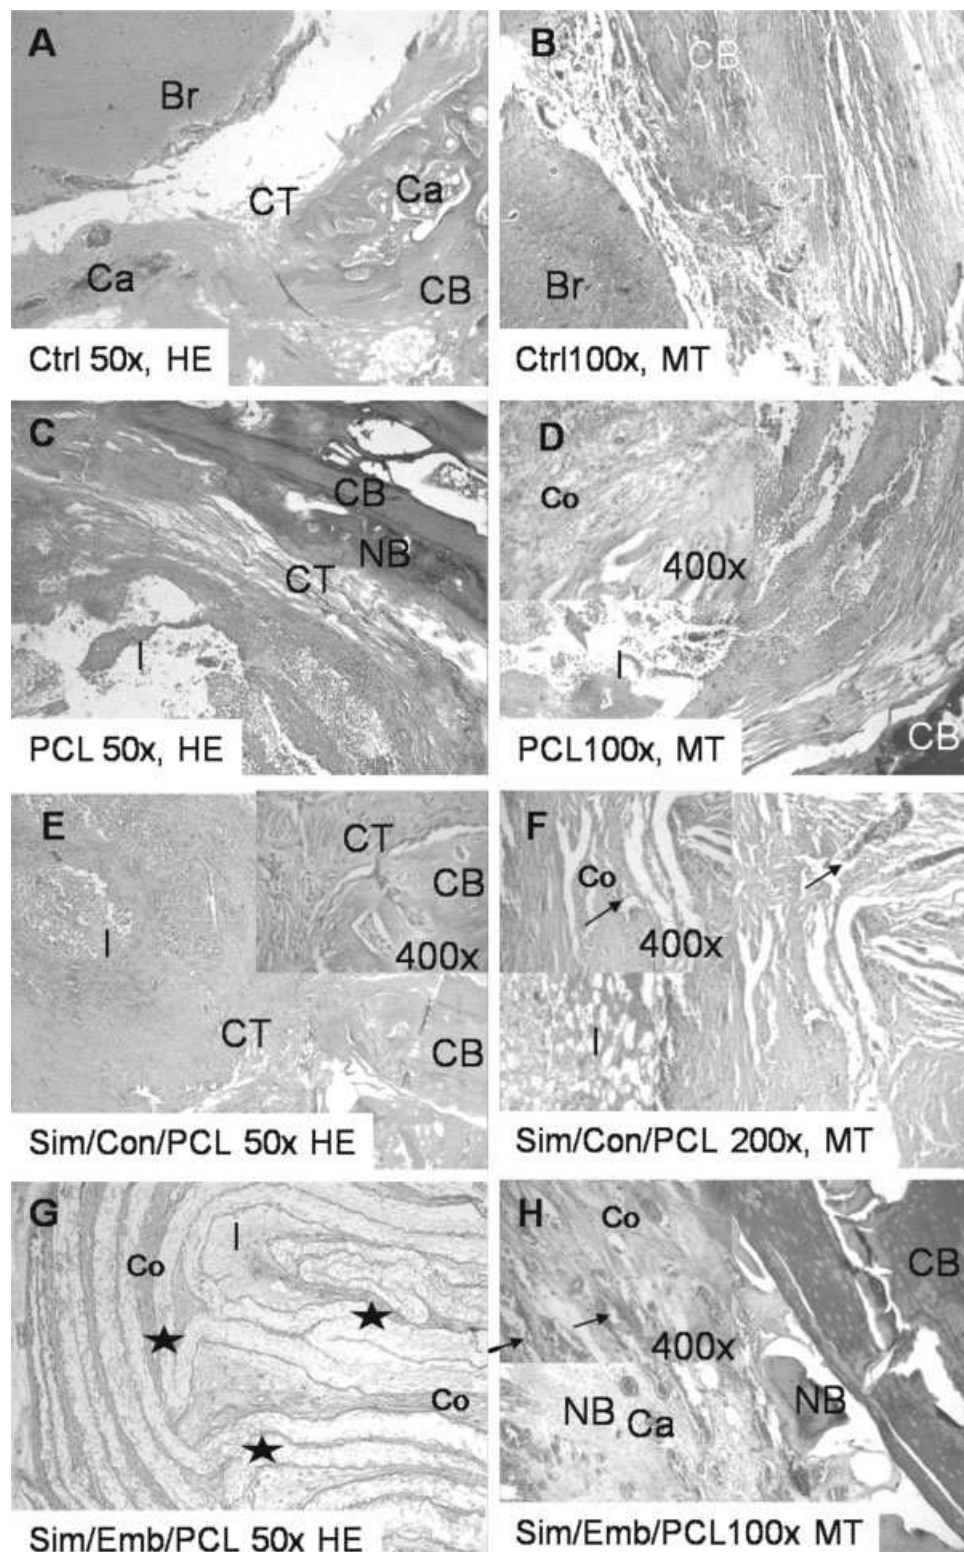 A
Br
CT
Ca
Ca
CB
Ctrl 50x, HE
B
CB
CT
Br
Ctrl100x, MT
C
CB
NB
CT
I
PCL 50x, HE
D
Co
400x
I
CB
PCL100x, MT
E
CT
CB
I
400x
CT
CB
Sim/Con/PCL 50x HE
F
Co
400x
I
Sim/Con/PCL 200x, MT
G
I
Co
Co
Sim/Emb/PCL 50x HE
H
Co
CB
400x
NB
NB Ca
Sim/Emb/PCL100x MT